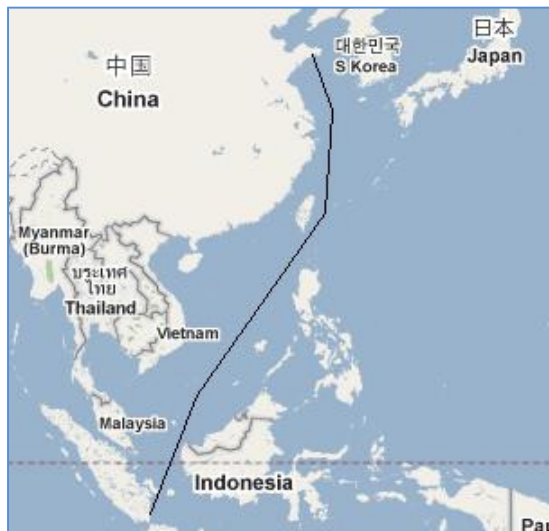 日本
Japan
대한민국
S Korea
中国
China
Myanmar
(Burma)
ประเทศ
ไทย
Thailand
Vietnam
Malaysia
Indonesia
Pa